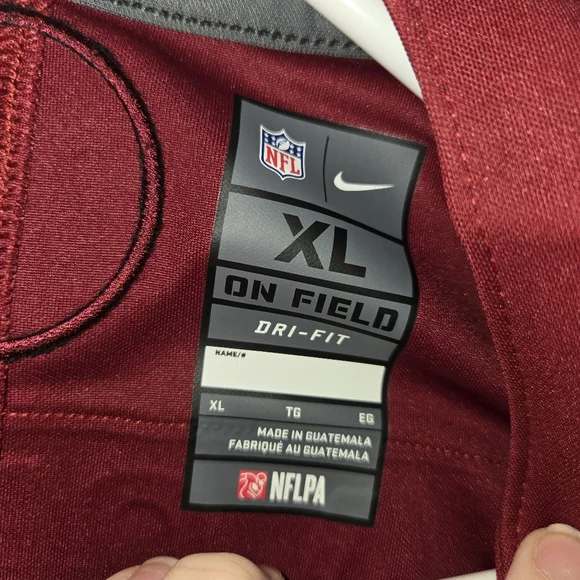 NFL
XL
ON FIELD
DRI-FIT
NAME/#
XL TG EG
MADE IN GUATEMALA
FABRIQUÉ AU GUATEMALA
NFLPA